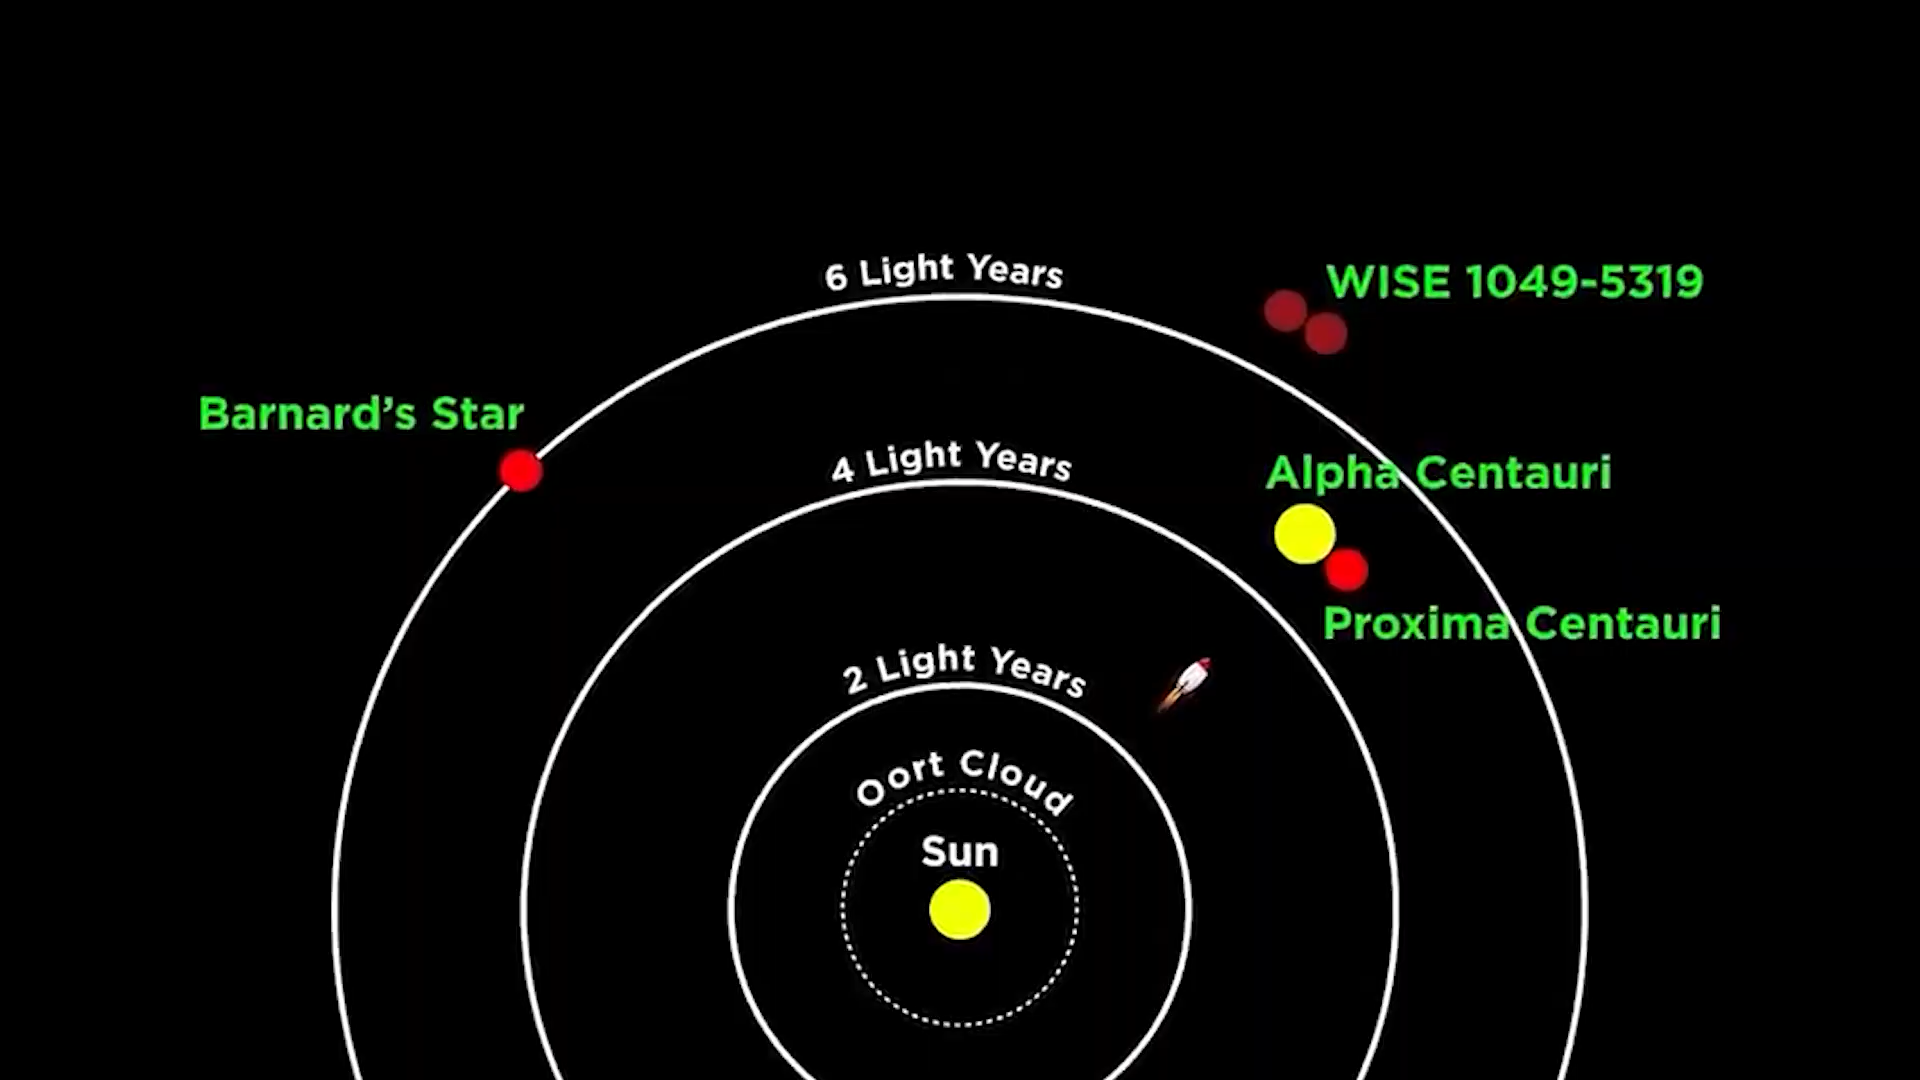 6 Light Years
WISE 1049-5319
Barnard’s Star
4 Light Years
Alpha Centauri
Proxima Centauri
2 Light Years
Oort Cloud
Sun